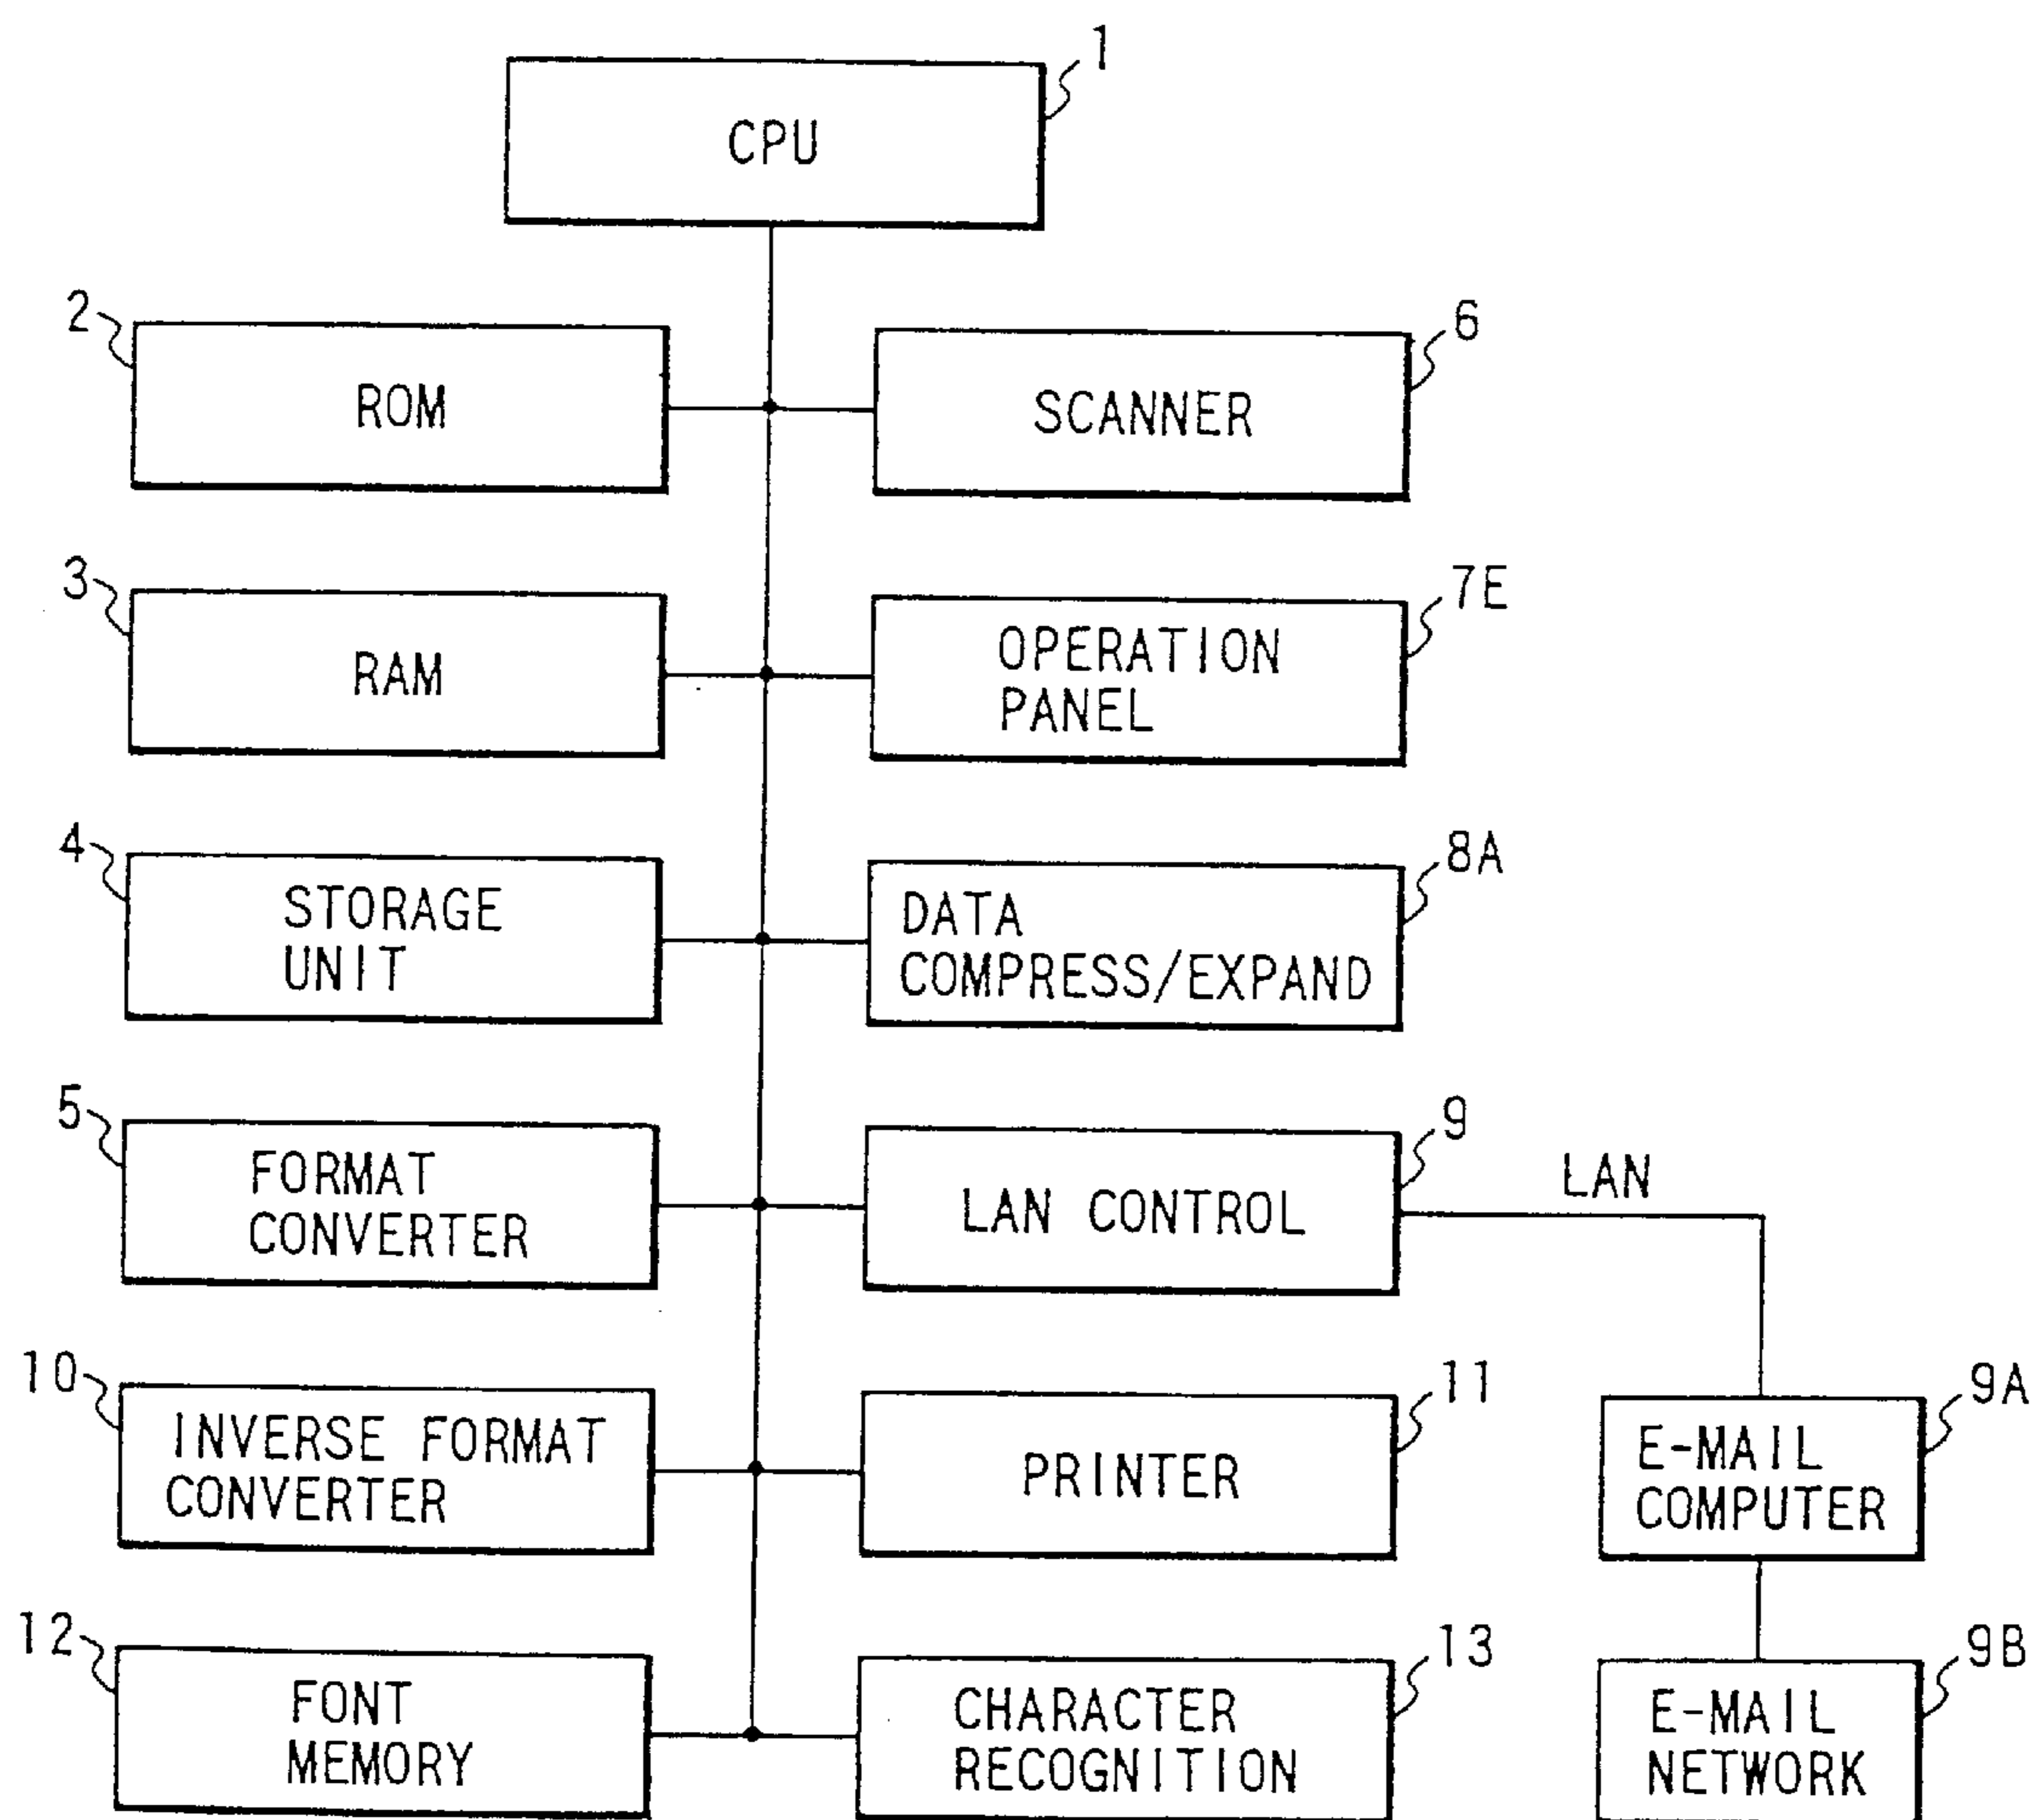 1
CPU
2
ROM
6
SCANNER
3
RAM
7E
OPERATION
PANEL
4
STORAGE
UNIT
8A
DATA
COMPRESS/EXPAND
5
FORMAT
CONVERTER
9
LAN CONTROL
LAN
10
INVERSE FORMAT
CONVERTER
11
PRINTER
9A
E-MAIL
COMPUTER
12
FONT
MEMORY
13
CHARACTER
RECOGNITION
9B
E-MAIL
NETWORK